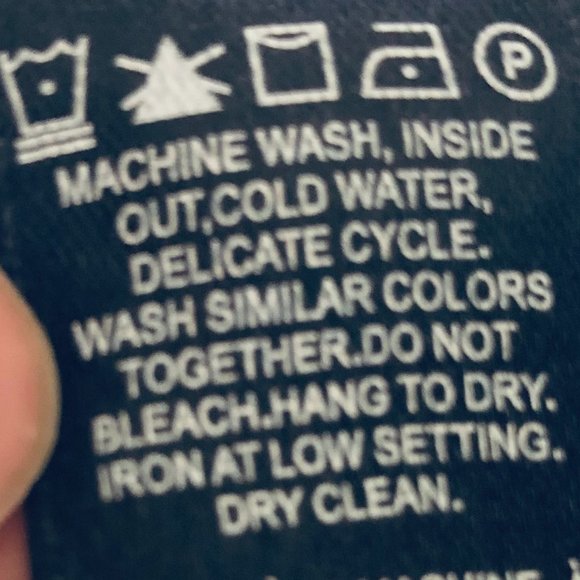 P
MACHINE WASH, INSIDE
OUT,COLD WATER,
DELICATE CYCLE.
WASH SIMILAR COLORS
TOGETHER.DO NOT
BLEACH.HANG TO DRY.
IRON AT LOW SETTING.
DRY CLEAN.
MACHINE